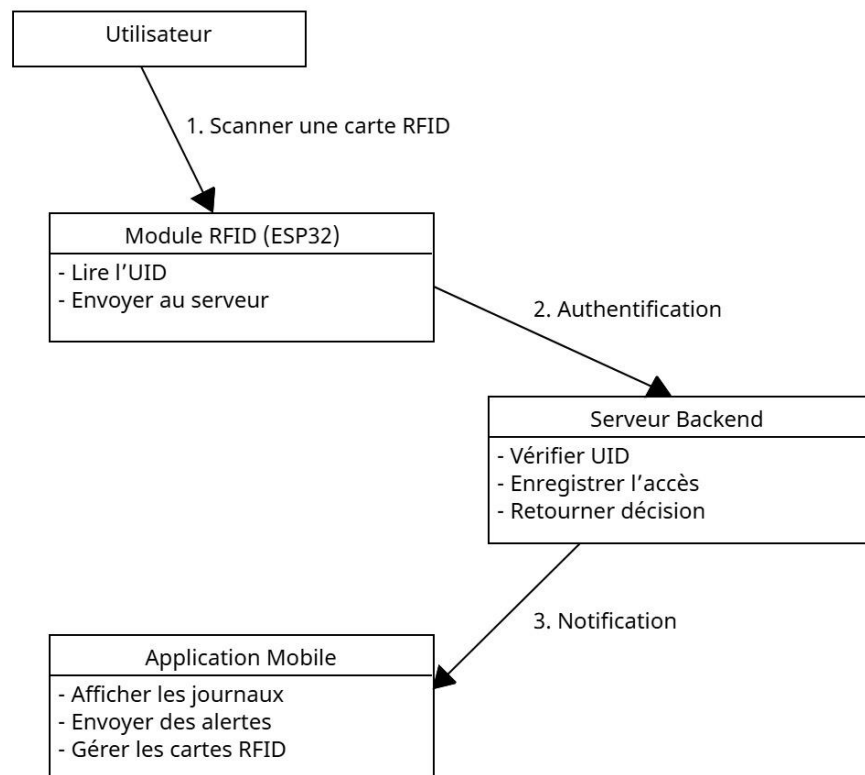 Utilisateur
1. Scanner une carte RFID
Module RFID (ESP32)
- Lire l’UID
- Envoyer au serveur
2. Authentification
Serveur Backend
- Vérifier UID
- Enregistrer l’accès
- Retourner décision
3. Notification
Application Mobile
- Afficher les journaux
- Envoyer des alertes
- Gérer les cartes RFID